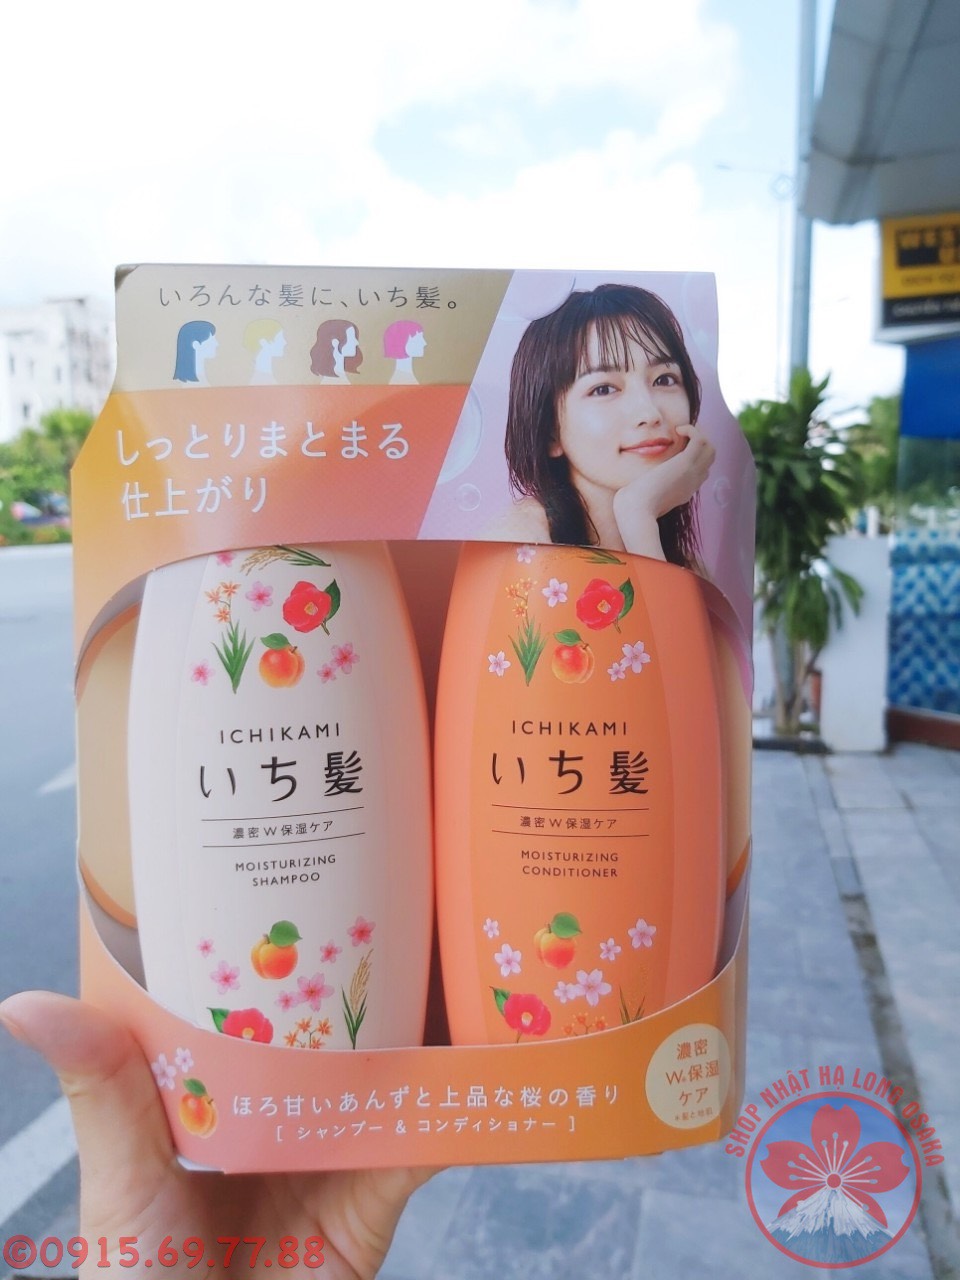 いろんな髪に、いち髪。
しっとりまとまる
仕上がり
ICHIKAMI
いち髪
濃密W保湿ケア
MOISTURIZING
SHAMPOO
ICHIKAMI
いち髪
濃密W保湿ケア
MOISTURIZING
CONDITIONER
濃密
W※保湿
ケア
*髪と地肌
ほろ甘いあんずと上品な桜の香り
[ シャンプー & コンディショナー ]
SHOP NHẬT HẠ LONG OSAKA
©0915.69.77.88